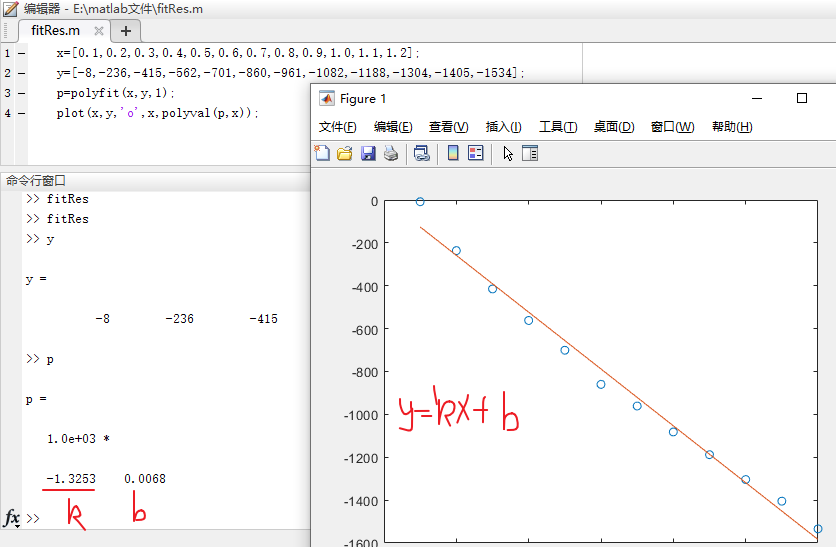 编辑器 - E:\matlab文件\fitRes.m
fitRes.m × +
1 — x=[0.1,0.2,0.3,0.4,0.5,0.6,0.7,0.8,0.9,1.0,1.1,1.2];
2 — y=[-8,-236,-415,-562,-701,-860,-961,-1082,-1188,-1304,-1405,-1534];
3 — p=polyfit(x,y,1);
4 — plot(x,y,'o',x,polyval(p,x));
命令行窗口
>> fitRes
>> fitRes
>> y
y =
-8 -236 -415
>> p
p =
1.0e+03 *
-1.3253 0.0068
k b
fx >>
Figure 1
文件(F) 编辑(E) 查看(V) 插入(I) 工具(T) 桌面(D) 窗口(W) 帮助(H)
0
-200
-400
-600
-800
-1000
-1200
-1400
-1600
y=kx+b